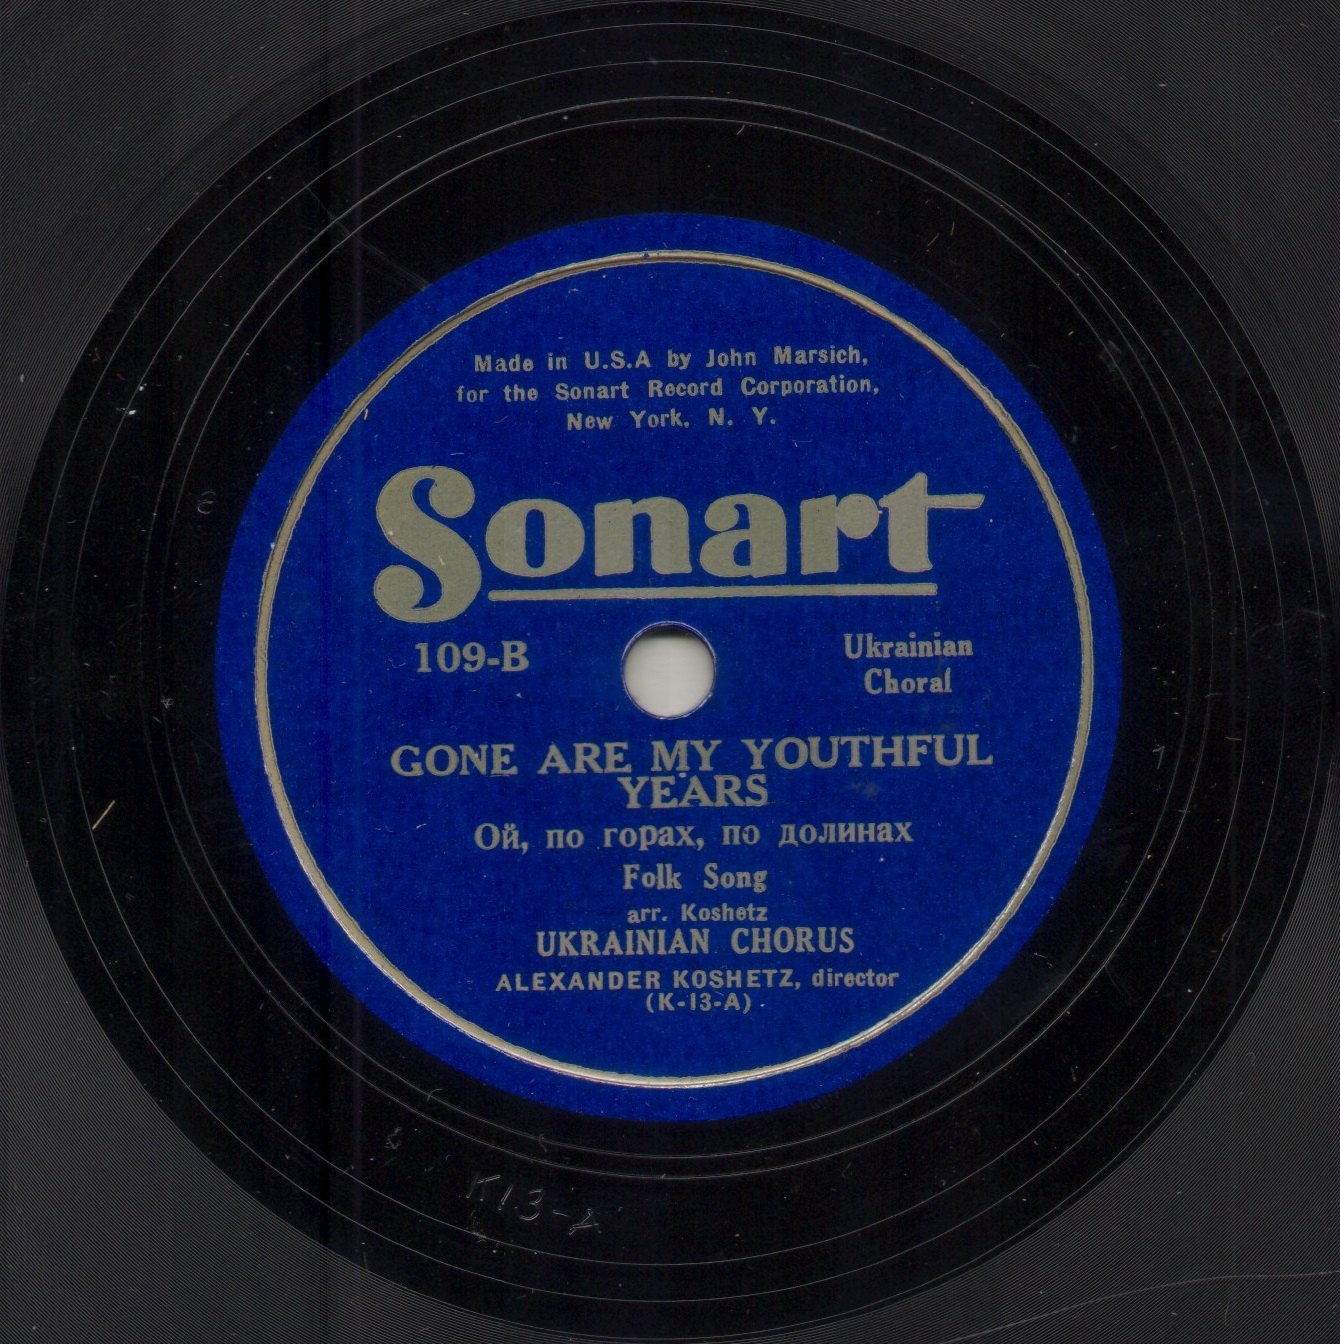 Made in U.S.A by John Marsich,
for the Sonart Record Corporation,
New York, N. Y.
Sonart
109-B
Ukrainian
Choral
GONE ARE MY YOUTHFUL
YEARS
Ой, по горах, по долинах
Folk Song
arr. Koshetz
UKRAINIAN CHORUS
ALEXANDER KOSHETZ, director
(K-13-A)
K13-A